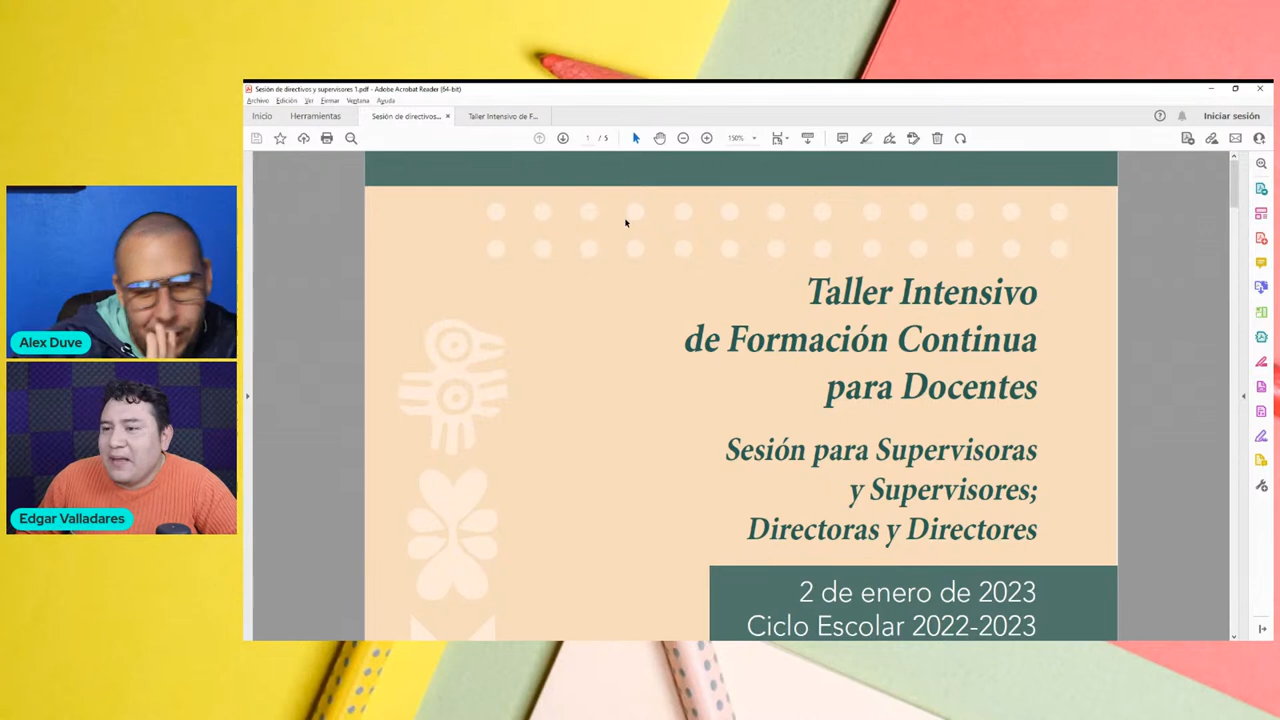 Sesión de directivos y supervisores 1.pdf - Adobe Acrobat Reader (64-bit)
Archivo Edición Ver Firmar Ventana Ayuda
Inicio Herramientas Sesión de directivos... × Taller Intensivo de F... Iniciar sesión
1 / 5 150%
Taller Intensivo
de Formación Continua
para Docentes
Sesión para Supervisoras
y Supervisores;
Directoras y Directores
2 de enero de 2023
Ciclo Escolar 2022-2023
Alex Duve
Edgar Valladares